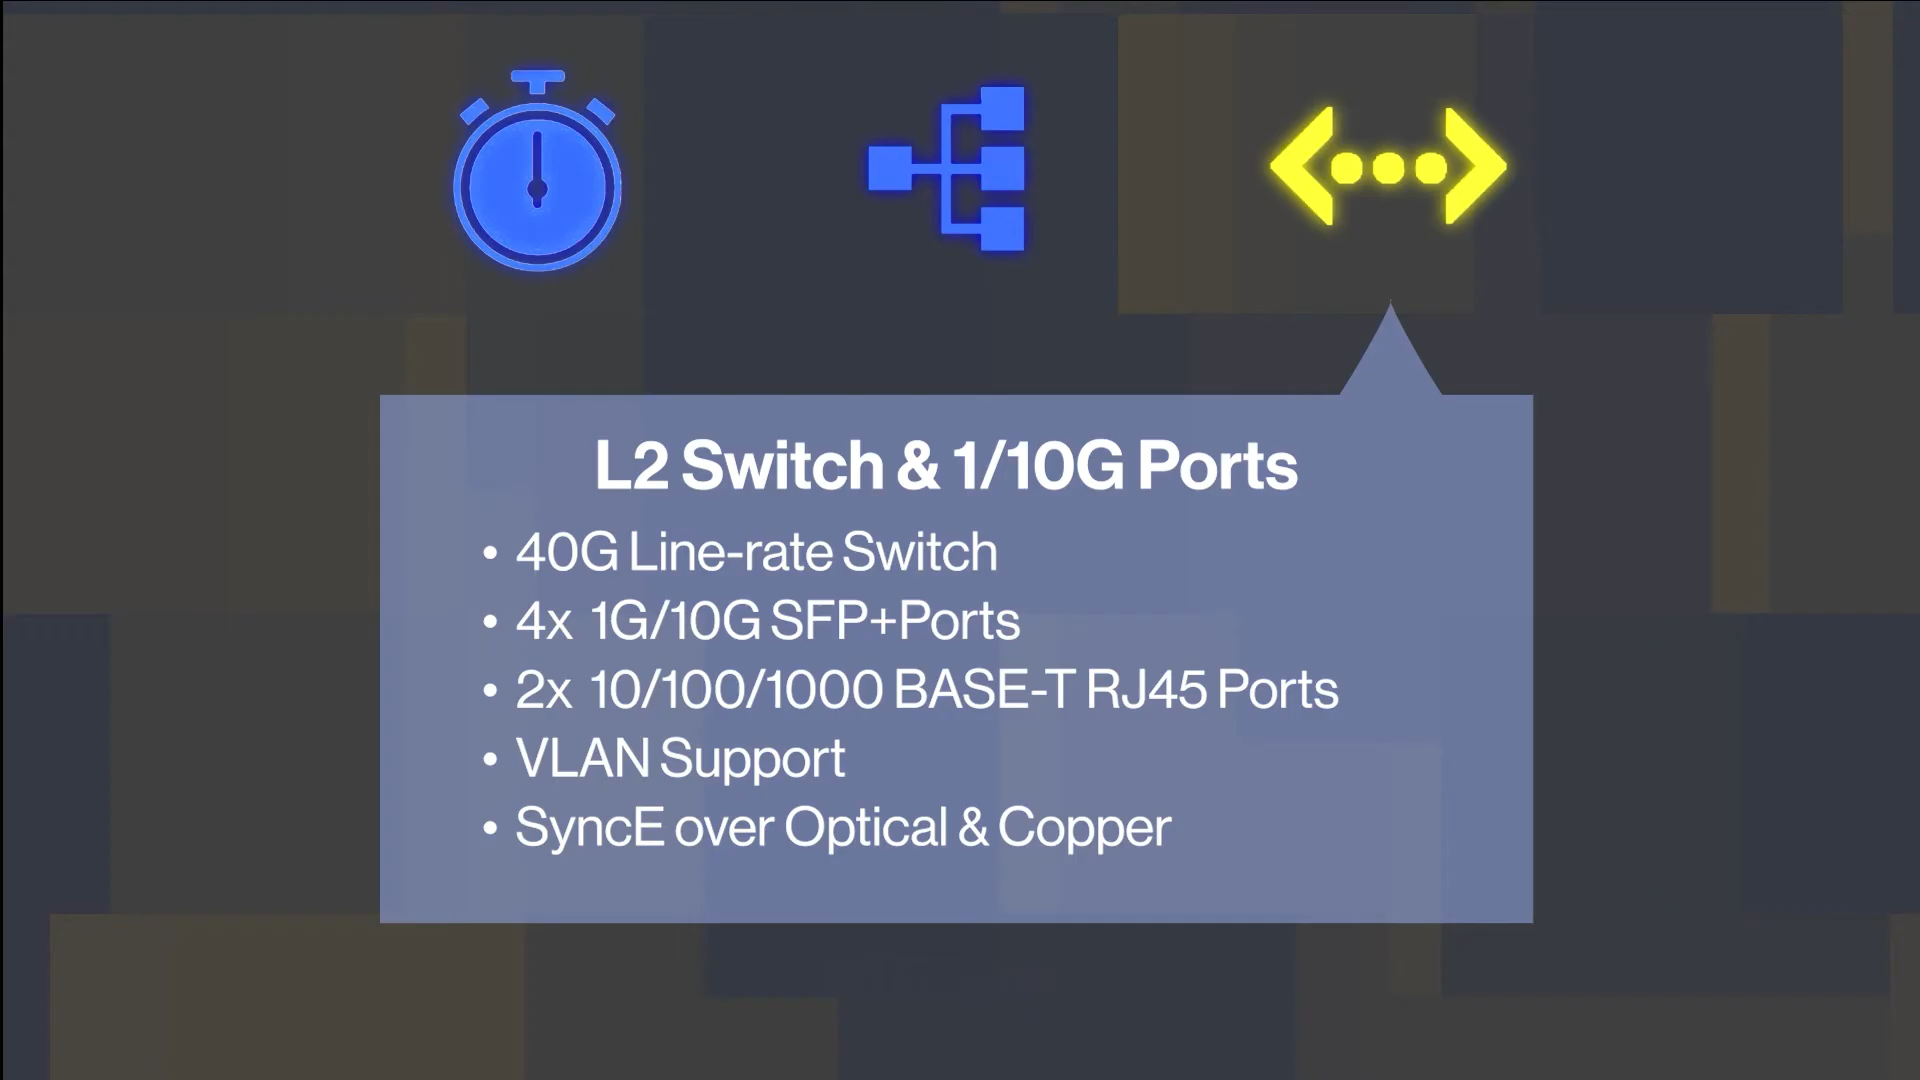 L2 Switch & 1/10G Ports
• 40G Line-rate Switch
• 4x 1G/10G SFP+Ports
• 2x 10/100/1000 BASE-T RJ45 Ports
• VLAN Support
• SyncE over Optical & Copper